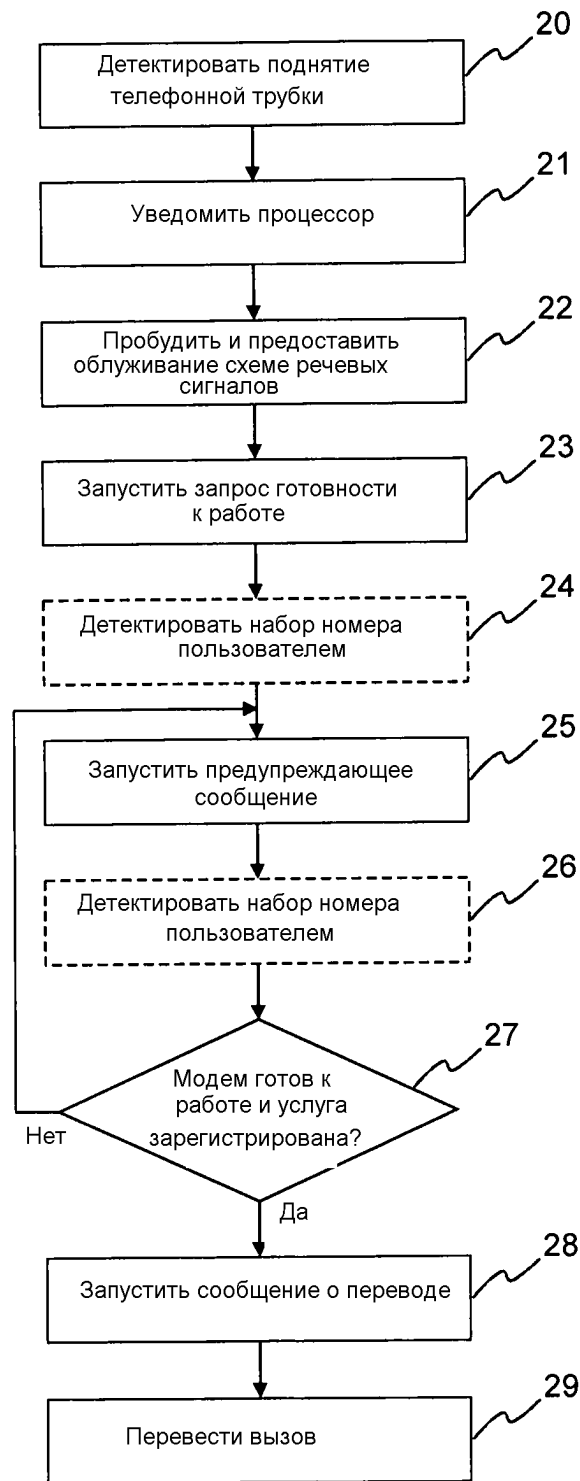 20
Детектировать поднятие
телефонной трубки
21
Уведомить процессор
22
Пробудить и предоставить
облуживание схеме речевых
сигналов
23
Запустить запрос готовности
к работе
24
Детектировать набор номера
пользователем
25
Запустить предупреждающее
сообщение
26
Детектировать набор номера
пользователем
27
Модем готов к
работе и услуга
зарегистрирована?
Нет
Да
28
Запустить сообщение о переводе
29
Перевести вызов